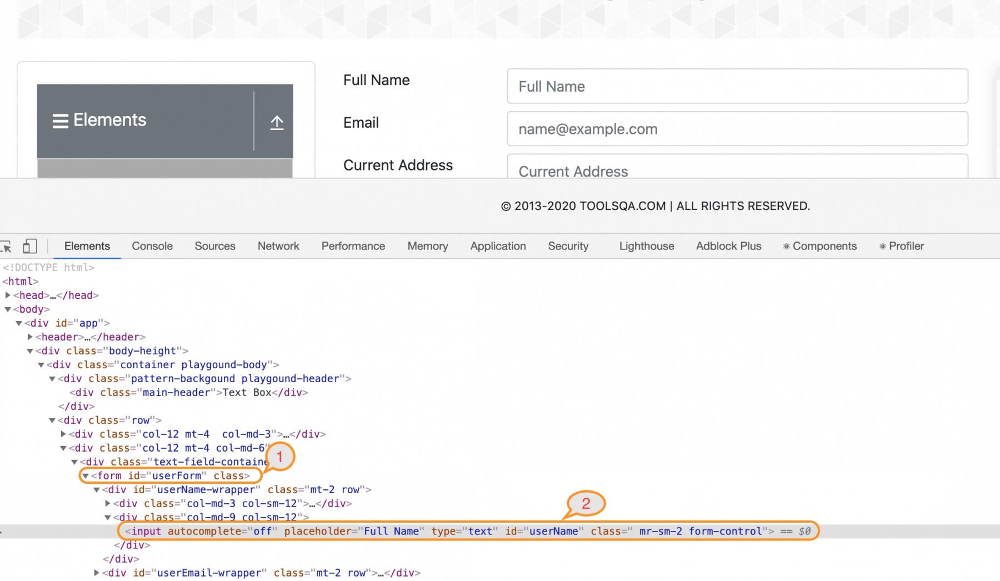 Full Name
Full Name
Elements
Email
name@example.com
Current Address
Current Address
© 2013-2020 TOOLSQA.COM | ALL RIGHTS RESERVED.
Elements Console Sources Network Performance Memory Application Security Lighthouse Adblock Plus ⚛ Components ⚛ Profiler
<!DOCTYPE html>
<html>
▶<head>…</head>
▼<body>
▼<div id="app">
▶<header>…</header>
▼<div class="body-height">
▼<div class="container playgound-body">
▼<div class="pattern-backgound playgound-header">
<div class="main-header">Text Box</div>
</div>
▼<div class="row">
▶<div class="col-12 mt-4  col-md-3">…</div>
▼<div class="col-12 mt-4 col-md-6"
1
▼<div class="text-field-containe
▼<form id="userForm" class>
▼<div id="userName-wrapper" class="mt-2 row">
▶<div class="col-md-3 col-sm-12">…</div>
2
▼<div class="col-md-9 col-sm-12">
<input autocomplete="off" placeholder="Full Name" type="text" id="userName" class=" mr-sm-2 form-control"> == $0
</div>
</div>
▶<div id="userEmail-wrapper" class="mt-2 row">…</div>